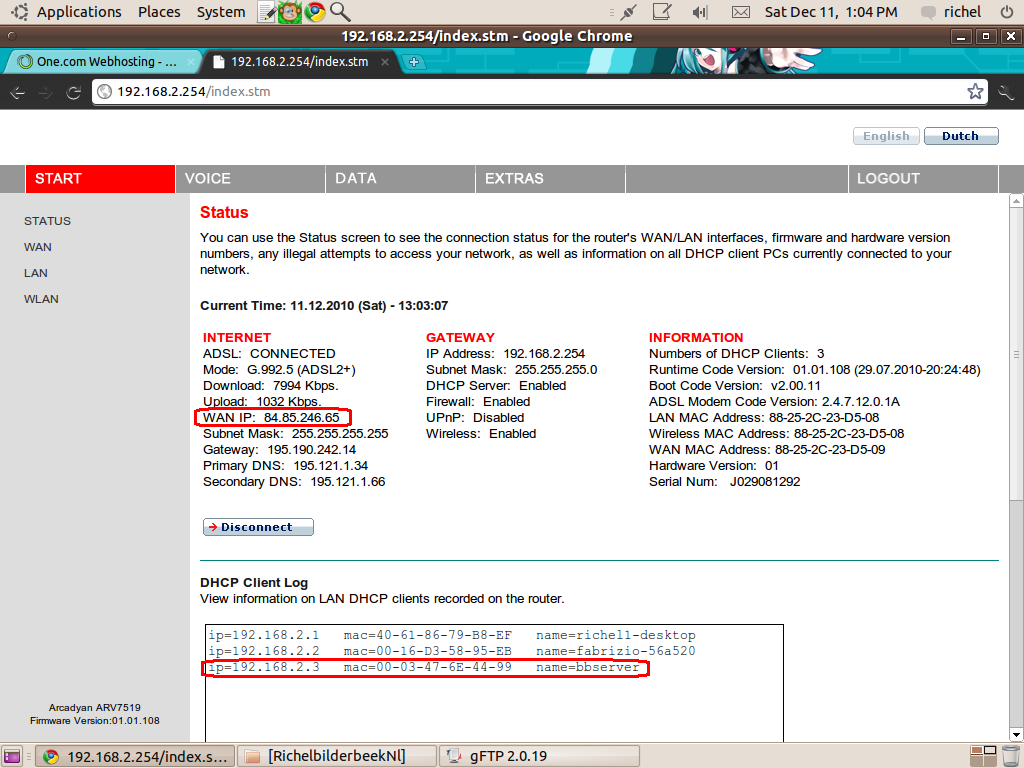 Applications Places System Sat Dec 11, 1:04 PM richel
192.168.2.254/index.stm - Google Chrome
One.com Webhosting - ... 192.168.2.254/index.stm
192.168.2.254/index.stm
English Dutch
START VOICE DATA EXTRAS LOGOUT
STATUS
WAN
LAN
WLAN
Arcadyan ARV7519
Firmware Version:01.01.108
Status
You can use the Status screen to see the connection status for the router's WAN/LAN interfaces, firmware and hardware version
numbers, any illegal attempts to access your network, as well as information on all DHCP client PCs currently connected to your
network.
Current Time: 11.12.2010 (Sat) - 13:03:07
INTERNET
ADSL: CONNECTED
Mode: G.992.5 (ADSL2+)
Download: 7994 Kbps.
Upload: 1032 Kbps.
WAN IP: 84.85.246.65
Subnet Mask: 255.255.255.255
Gateway: 195.190.242.14
Primary DNS: 195.121.1.34
Secondary DNS: 195.121.1.66
GATEWAY
IP Address: 192.168.2.254
Subnet Mask: 255.255.255.0
DHCP Server: Enabled
Firewall: Enabled
UPnP: Disabled
Wireless: Enabled
INFORMATION
Numbers of DHCP Clients: 3
Runtime Code Version: 01.01.108 (29.07.2010-20:24:48)
Boot Code Version: v2.00.11
ADSL Modem Code Version: 2.4.7.12.0.1A
LAN MAC Address: 88-25-2C-23-D5-08
Wireless MAC Address: 88-25-2C-23-D5-08
WAN MAC Address: 88-25-2C-23-D5-09
Hardware Version: 01
Serial Num: J029081292
Disconnect
DHCP Client Log
View information on LAN DHCP clients recorded on the router.
ip=192.168.2.1 mac=40-61-86-79-B8-EF name=richel1-desktop
ip=192.168.2.2 mac=00-16-D3-58-95-EB name=fabrizio-56a520
ip=192.168.2.3 mac=00-03-47-6E-44-99 name=bbserver
192.168.2.254/index.s... [RichelbilderbeekNl] gFTP 2.0.19